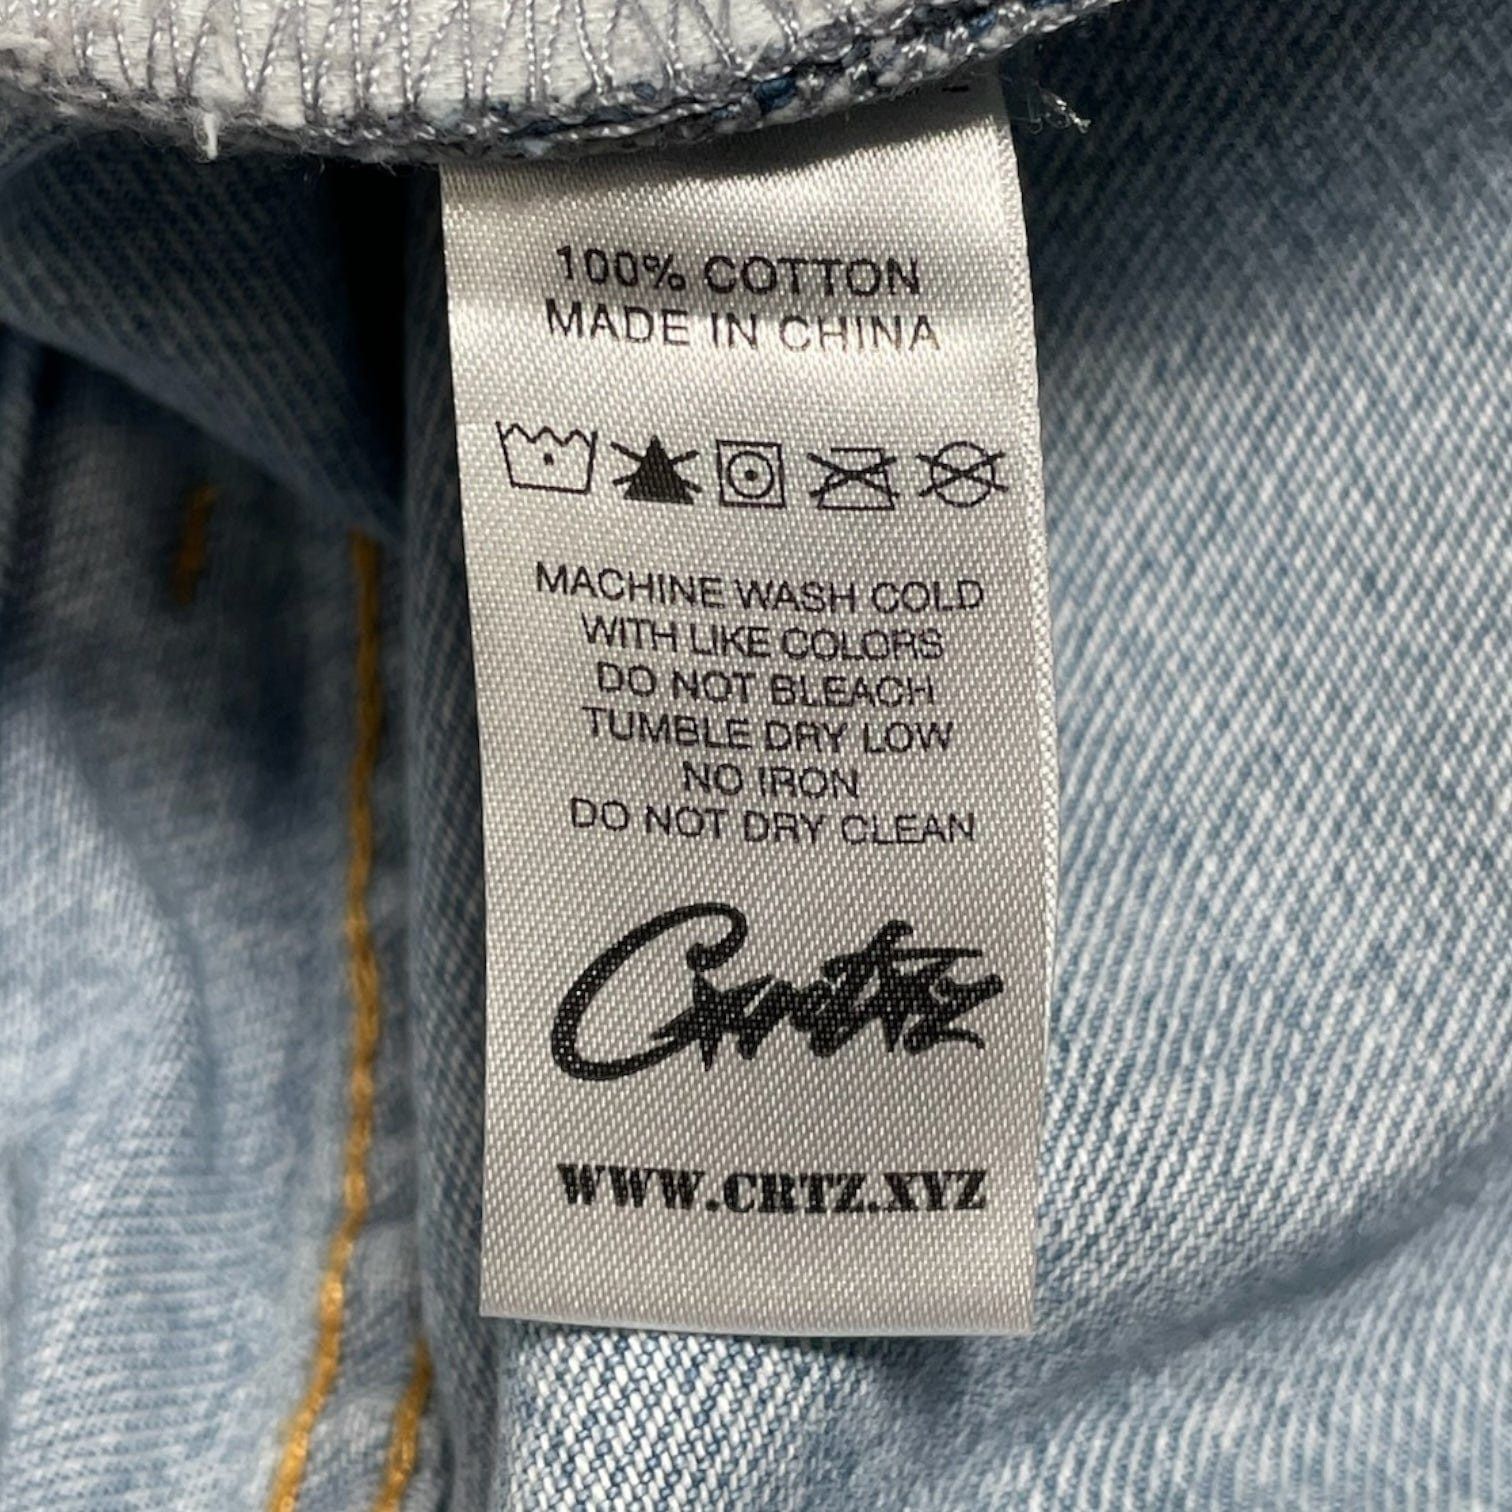 100% COTTON
MADE IN CHINA
MACHINE WASH COLD
WITH LIKE COLORS
DO NOT BLEACH
TUMBLE DRY LOW
NO IRON
DO NOT DRY CLEAN
Crtz
WWW.CRTZ.XYZ